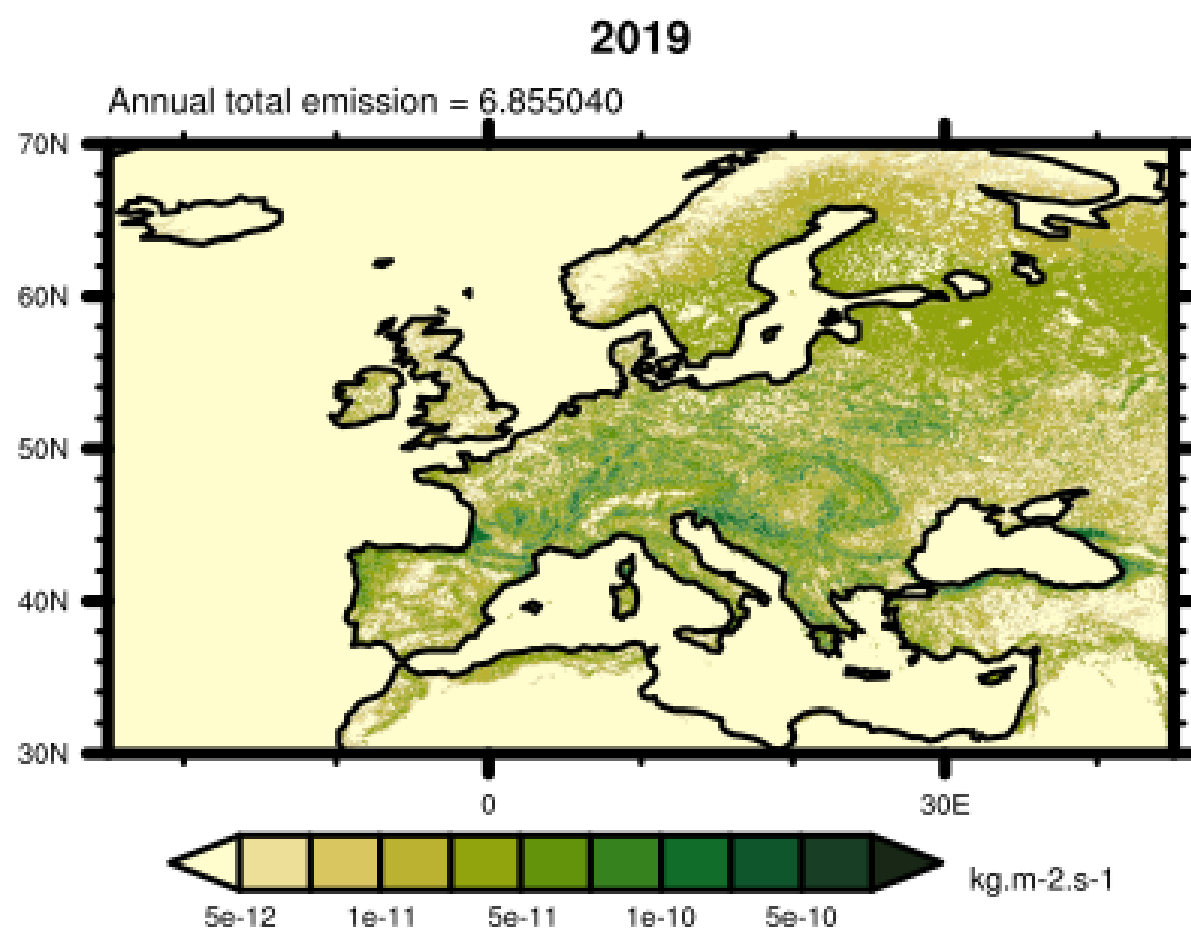 2019
Annual total emission = 6.855040
70N
60N
50N
40N
30N
0 30E
kg.m-2.s-1
5e-12 1e-11 5e-11 1e-10 5e-10